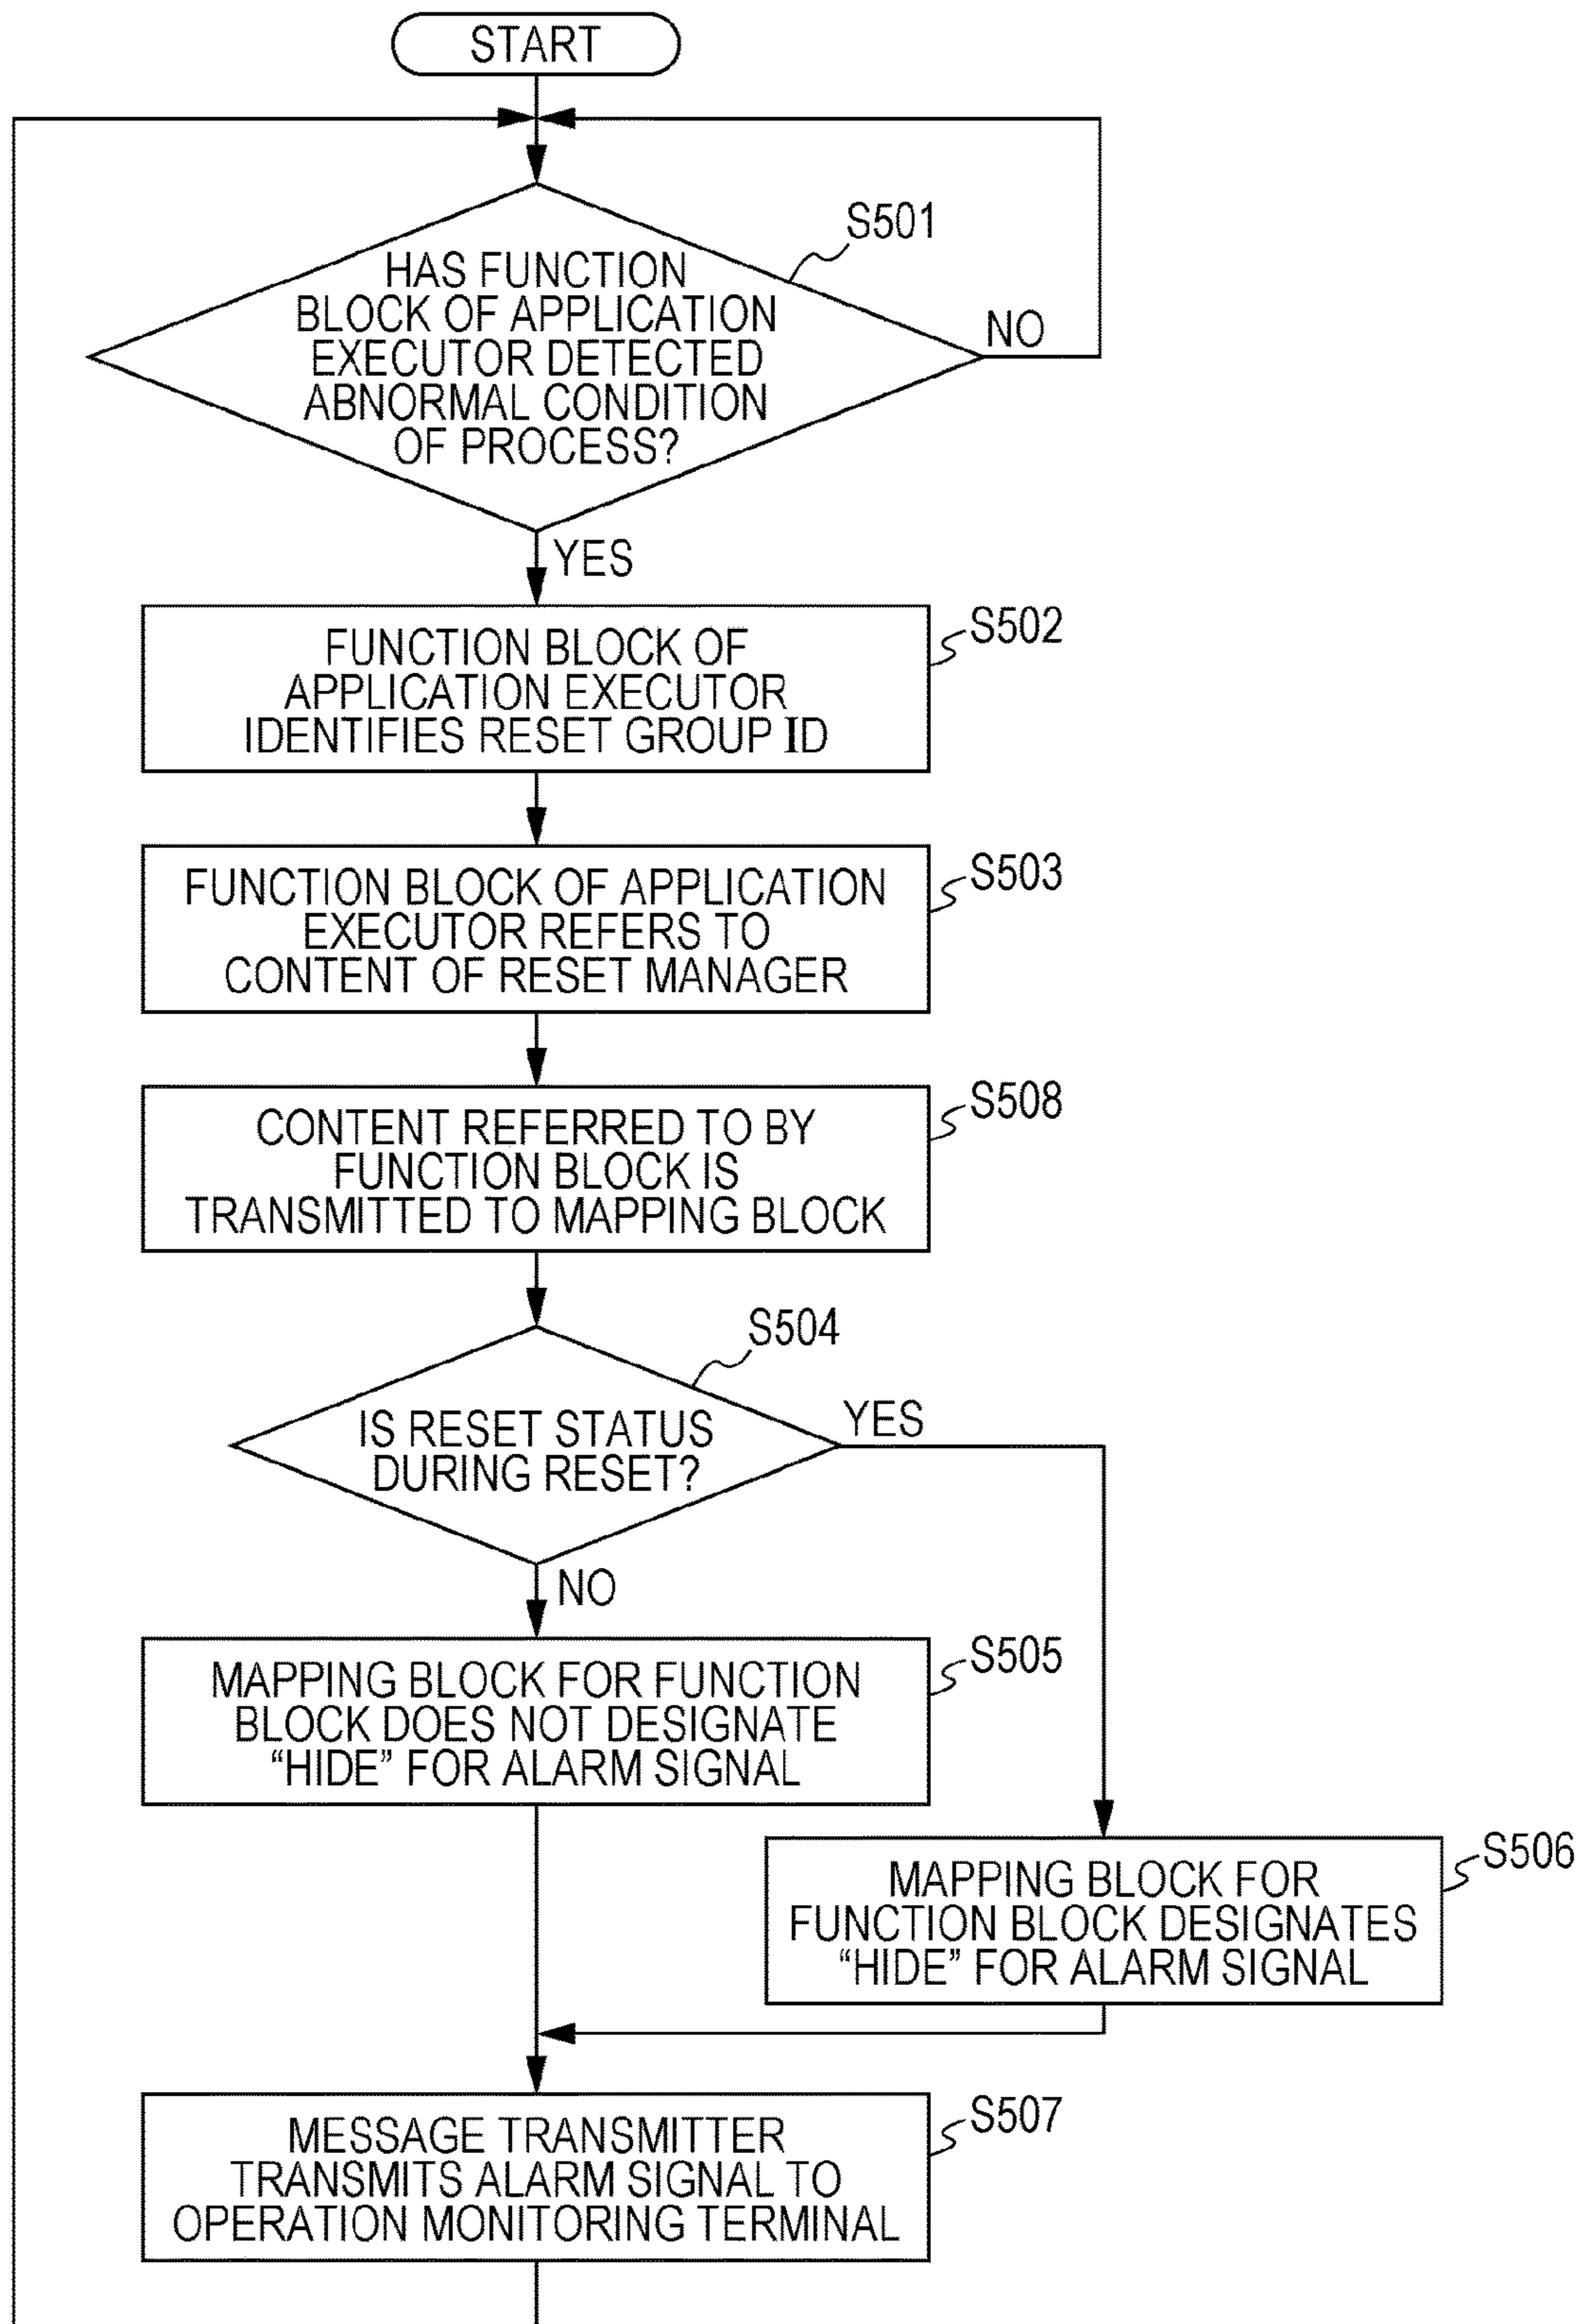 START
S501
HAS FUNCTION
BLOCK OF APPLICATION
EXECUTOR DETECTED
ABNORMAL CONDITION
OF PROCESS?
NO
YES
S502
FUNCTION BLOCK OF
APPLICATION EXECUTOR
IDENTIFIES RESET GROUP ID
S503
FUNCTION BLOCK OF APPLICATION
EXECUTOR REFERS TO
CONTENT OF RESET MANAGER
S508
CONTENT REFERRED TO BY
FUNCTION BLOCK IS
TRANSMITTED TO MAPPING BLOCK
S504
IS RESET STATUS
DURING RESET?
YES
NO
S505
MAPPING BLOCK FOR FUNCTION
BLOCK DOES NOT DESIGNATE
“HIDE” FOR ALARM SIGNAL
S506
MAPPING BLOCK FOR
FUNCTION BLOCK DESIGNATES
“HIDE” FOR ALARM SIGNAL
S507
MESSAGE TRANSMITTER
TRANSMITS ALARM SIGNAL TO
OPERATION MONITORING TERMINAL